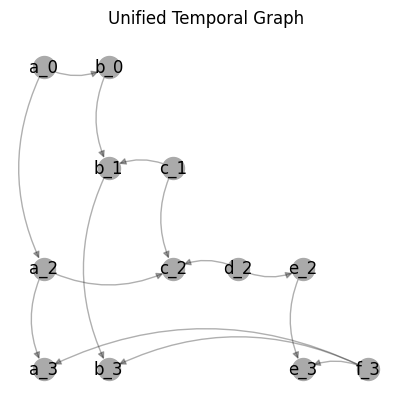 Unified Temporal Graph
a_0 b_0
b_1 c_1
a_2 c_2 d_2 e_2
a_3 b_3 e_3 f_3